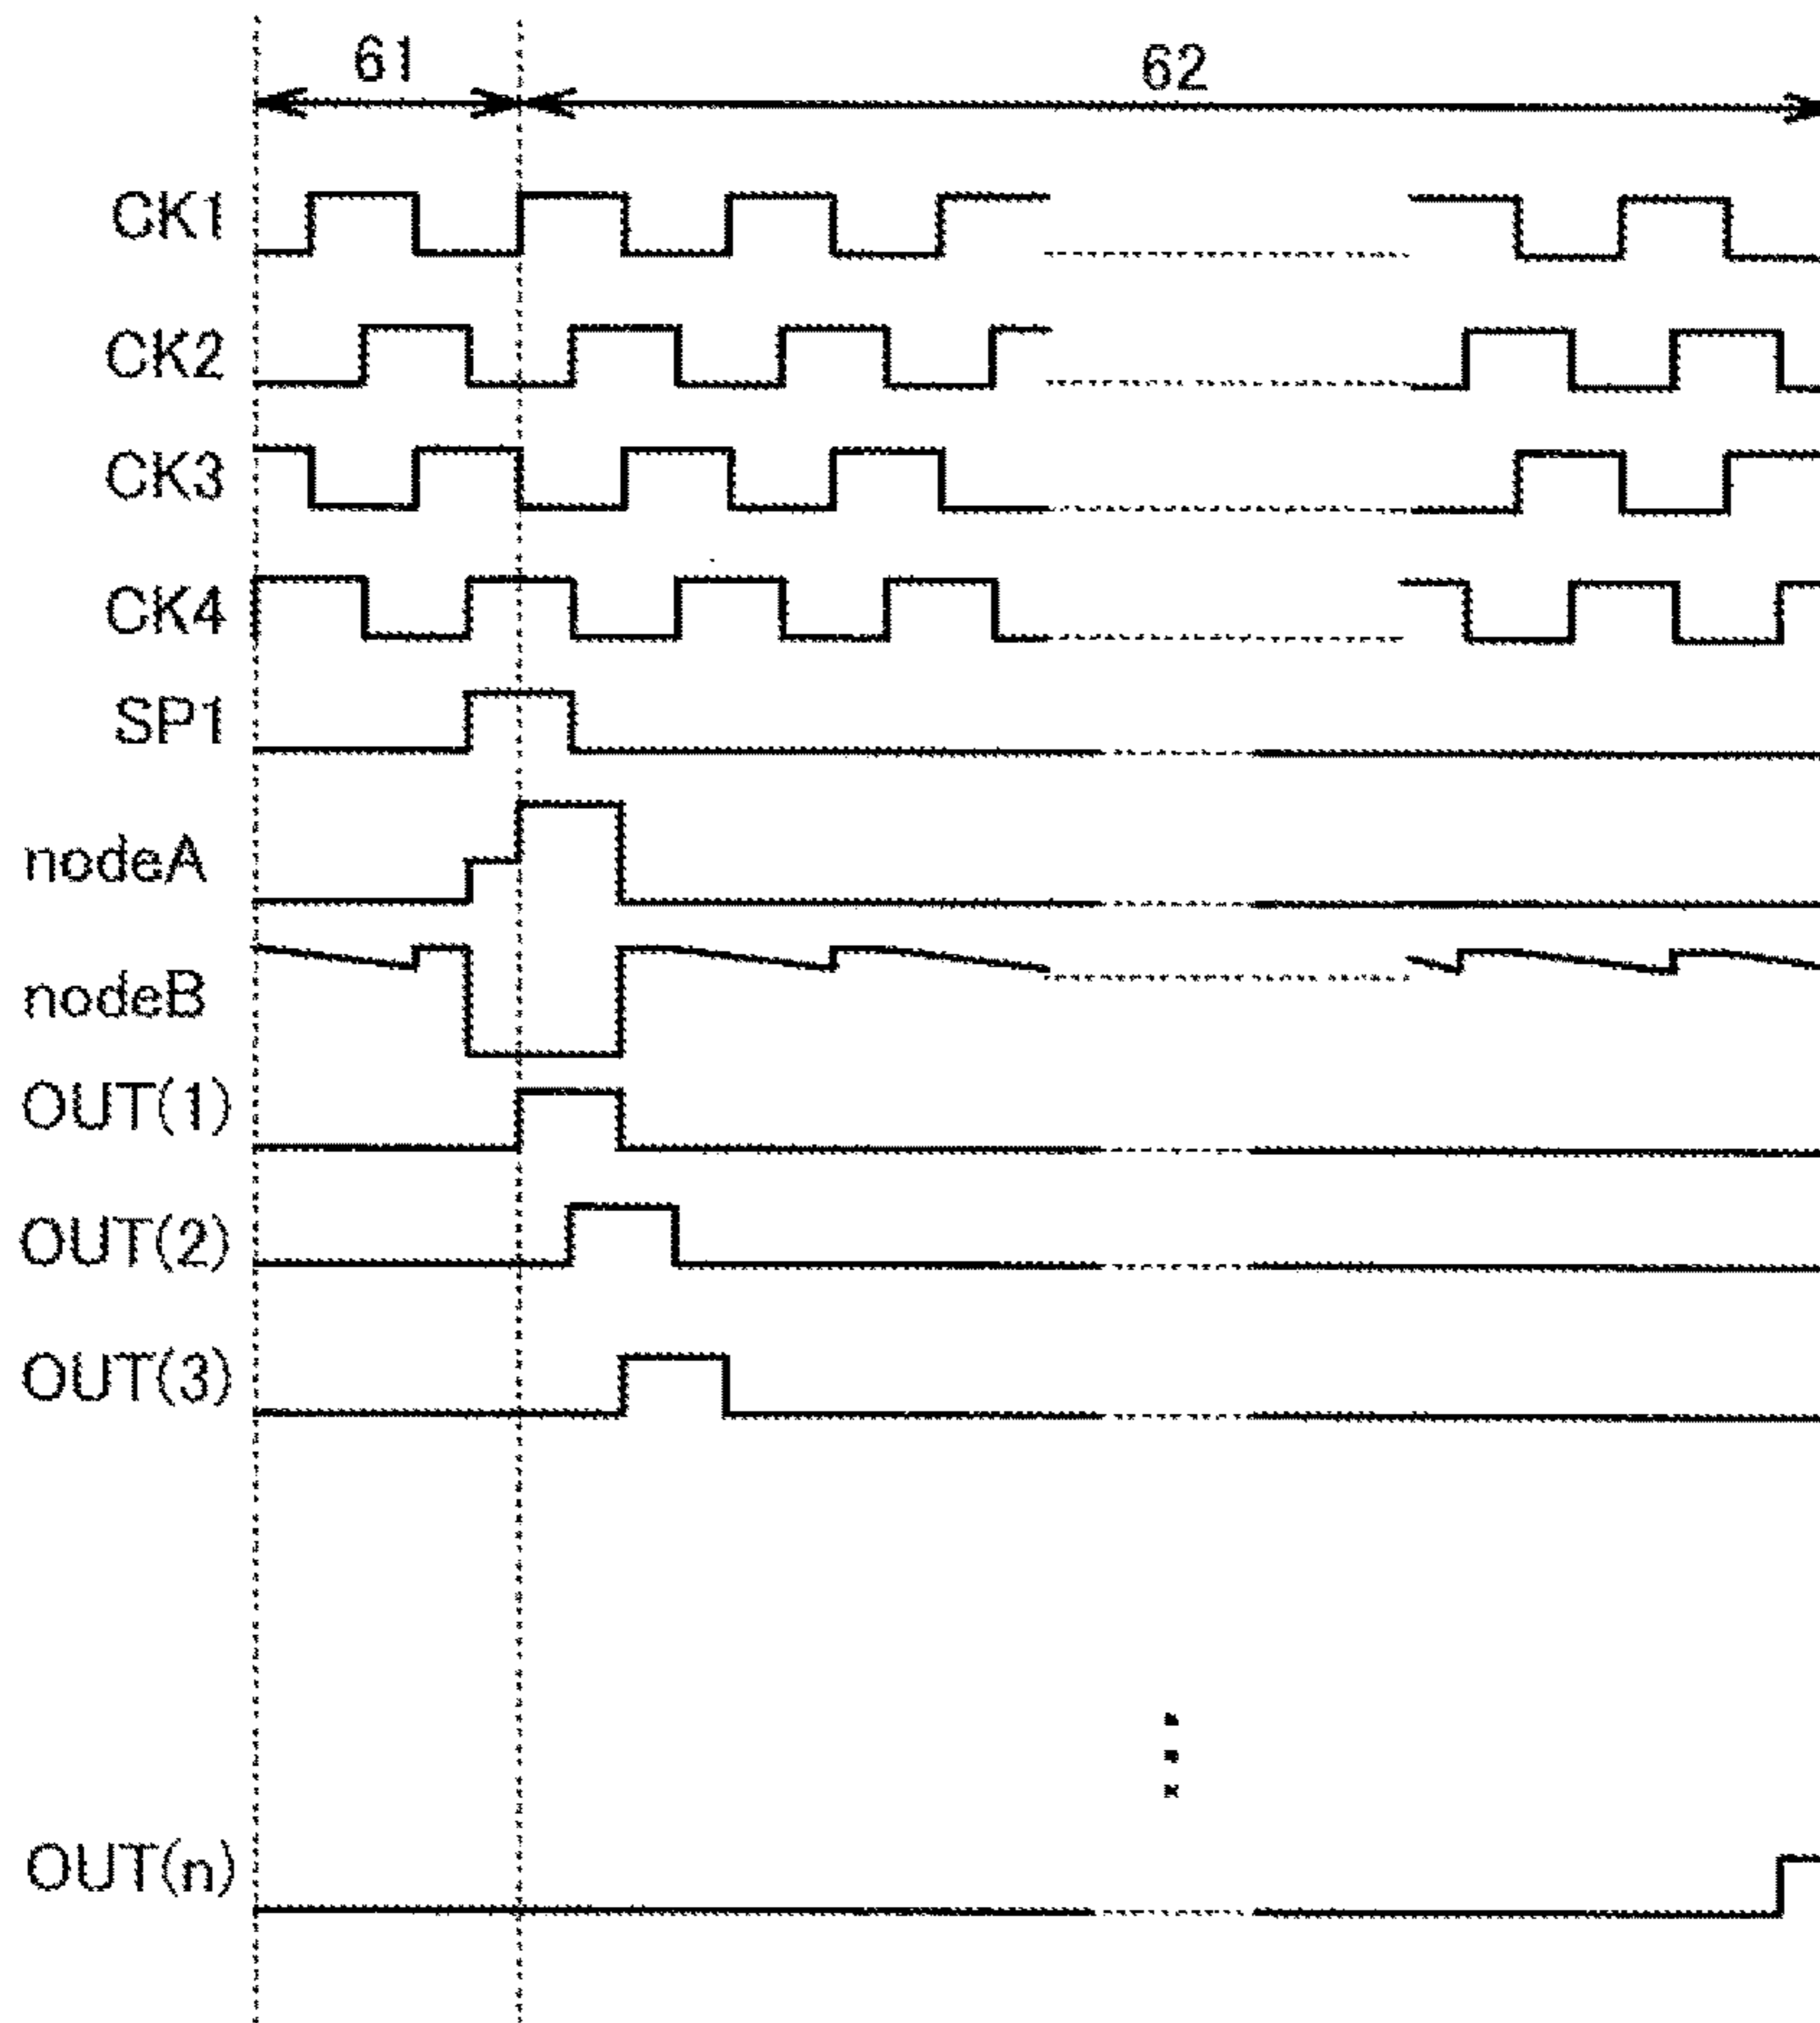 61
62
CK1
CK2
CK3
CK4
SP1
nodeA
nodeB
OUT(1)
OUT(2)
OUT(3)
OUT(n)